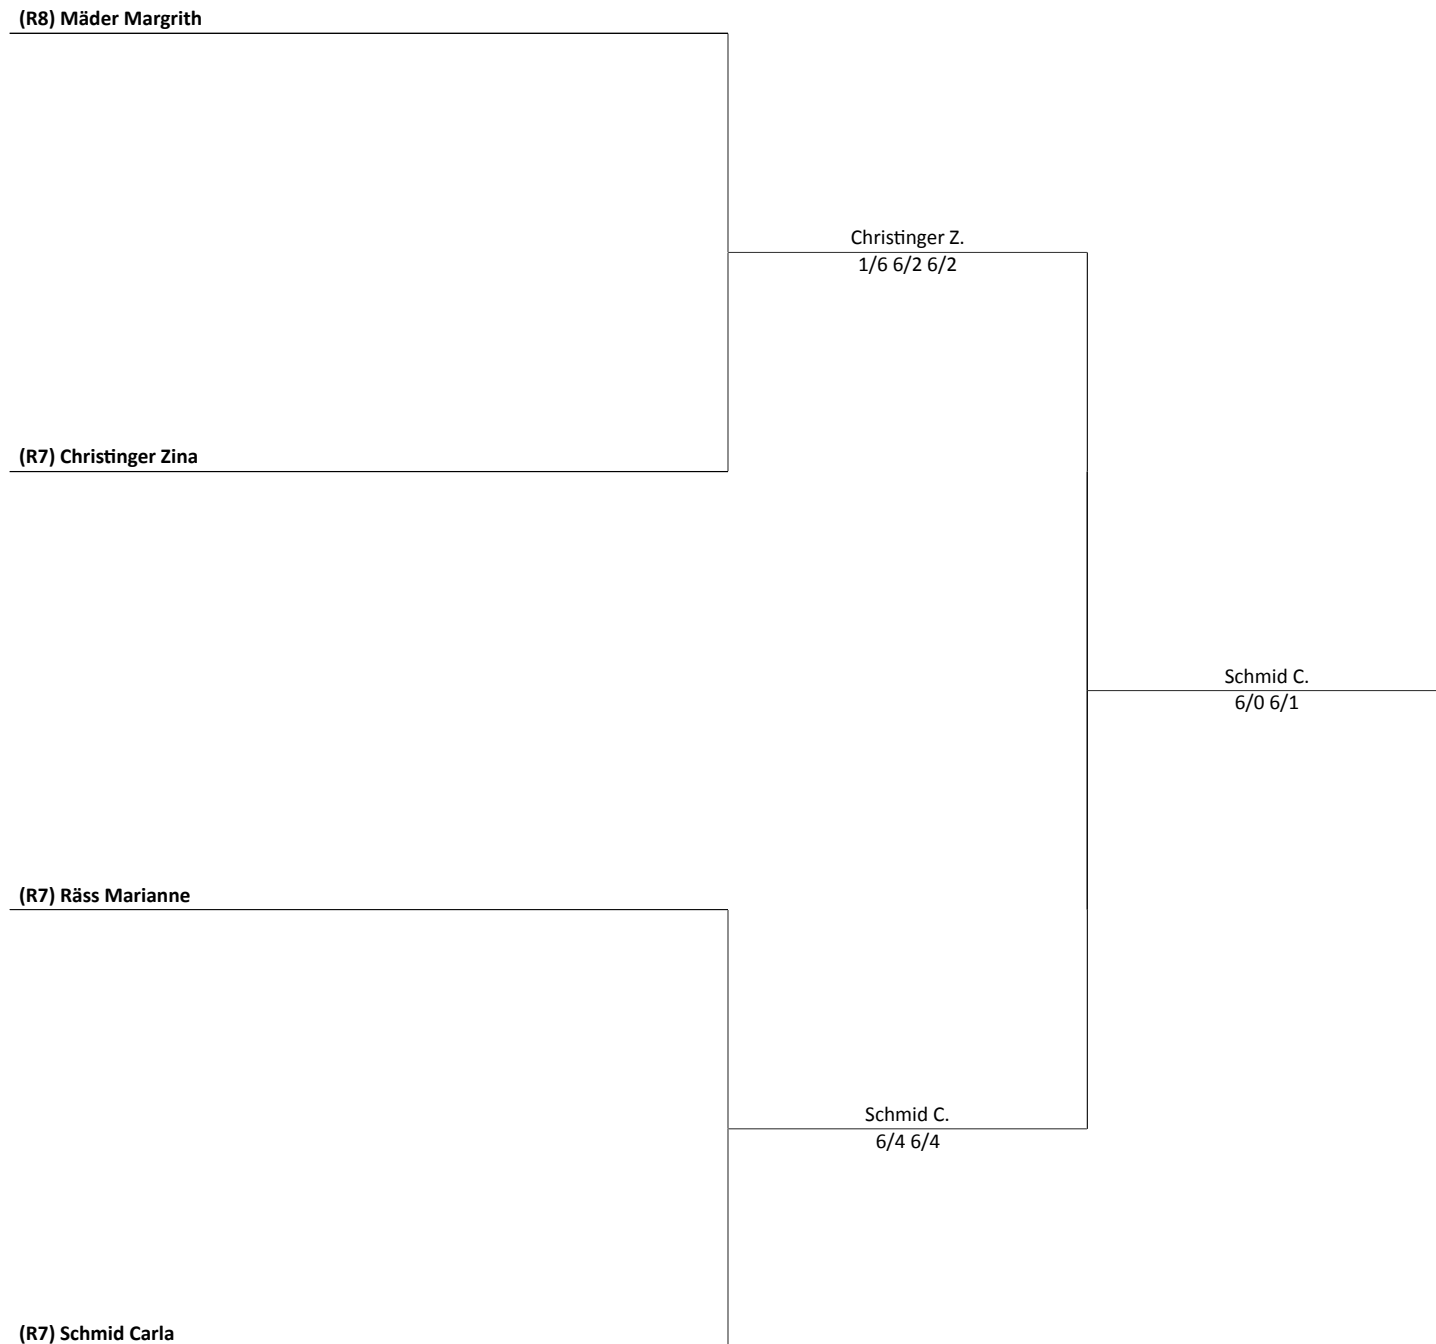 (R8) Mäder Margrith
Christinger Z.
1/6 6/2 6/2
(R7) Christinger Zina
Schmid C.
6/0 6/1
(R7) Räss Marianne
Schmid C.
6/4 6/4
(R7) Schmid Carla